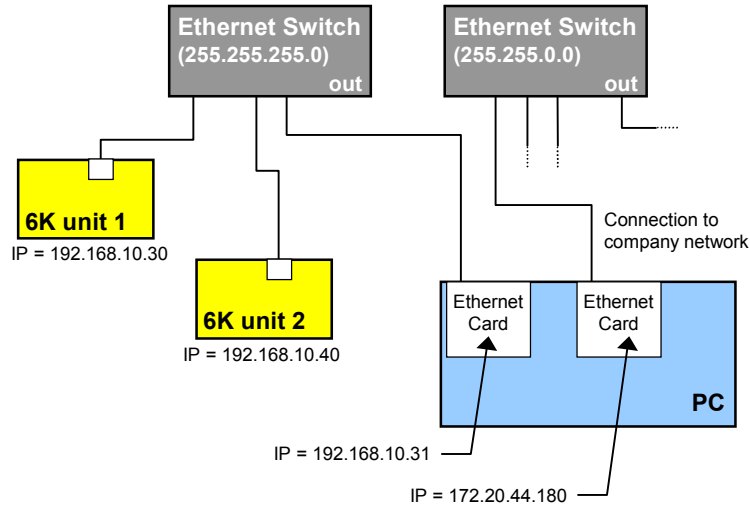 Ethernet Switch
(255.255.255.0)
out
Ethernet Switch
(255.255.0.0)
out
6K unit 1
IP = 192.168.10.30
6K unit 2
IP = 192.168.10.40
Connection to
company network
Ethernet
Card
Ethernet
Card
PC
IP = 192.168.10.31
IP = 172.20.44.180